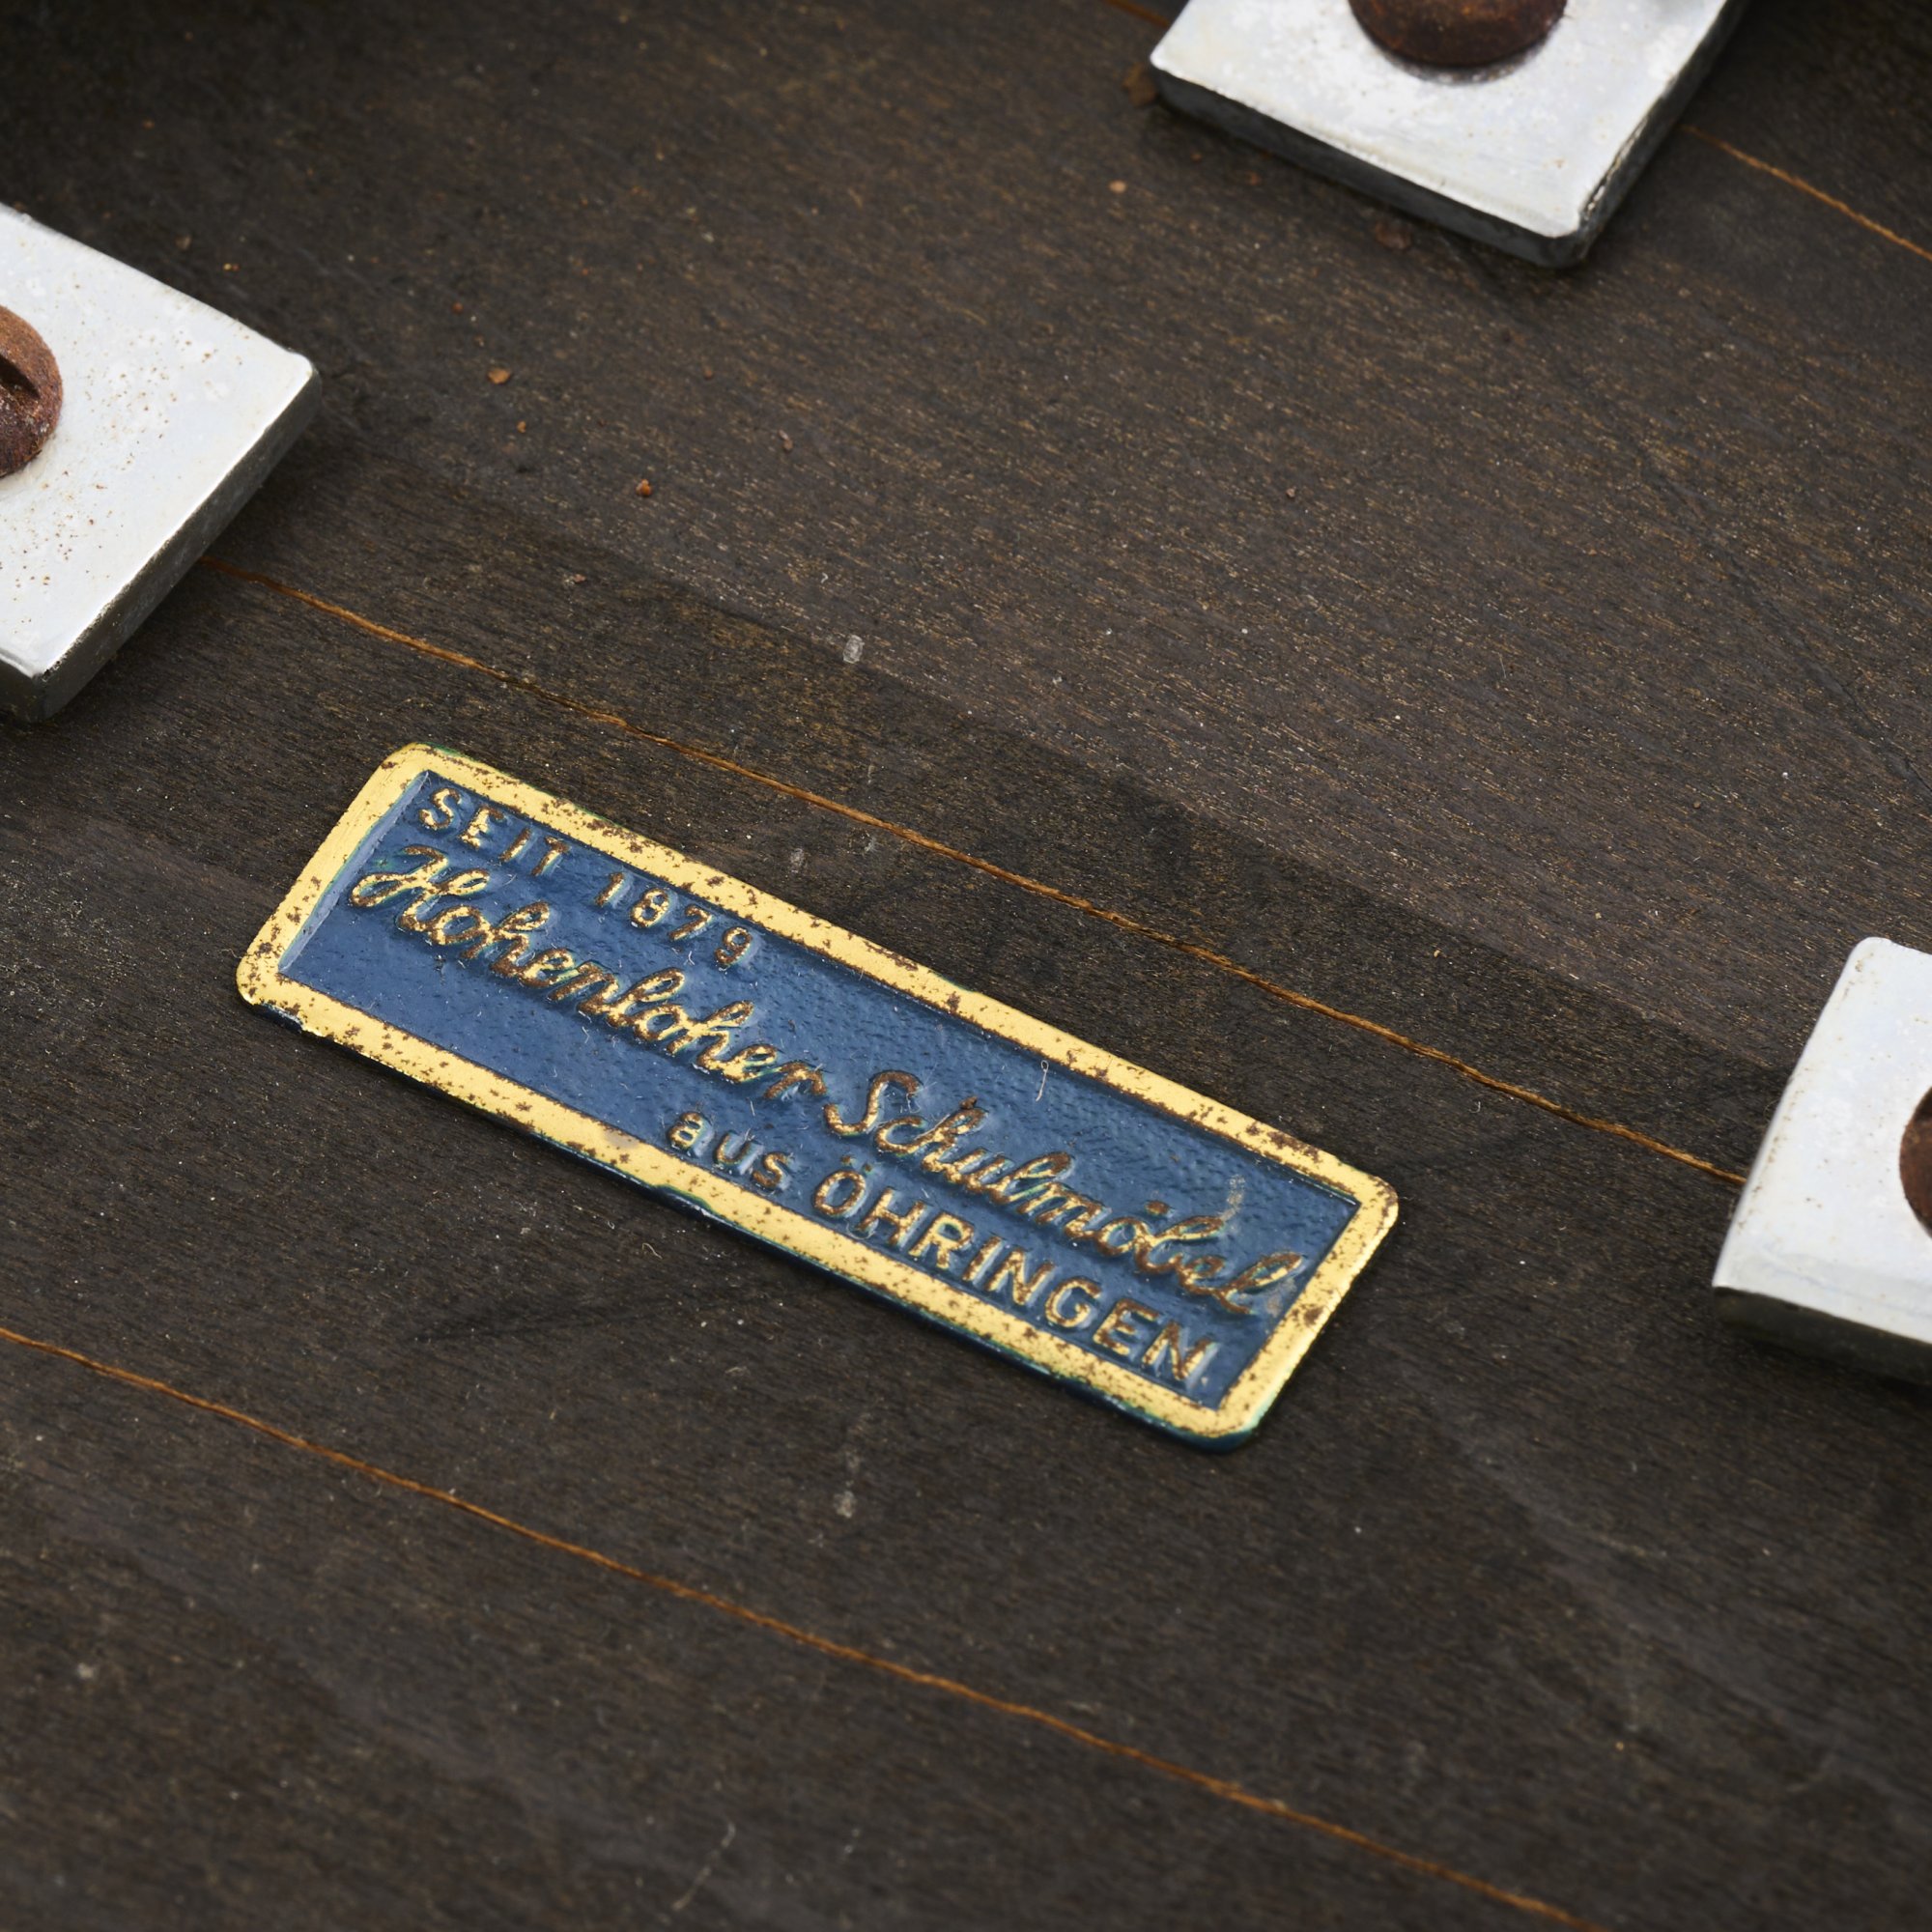 SEIT 1879
Hohenloher Schulmöbel
aus ÖHRINGEN